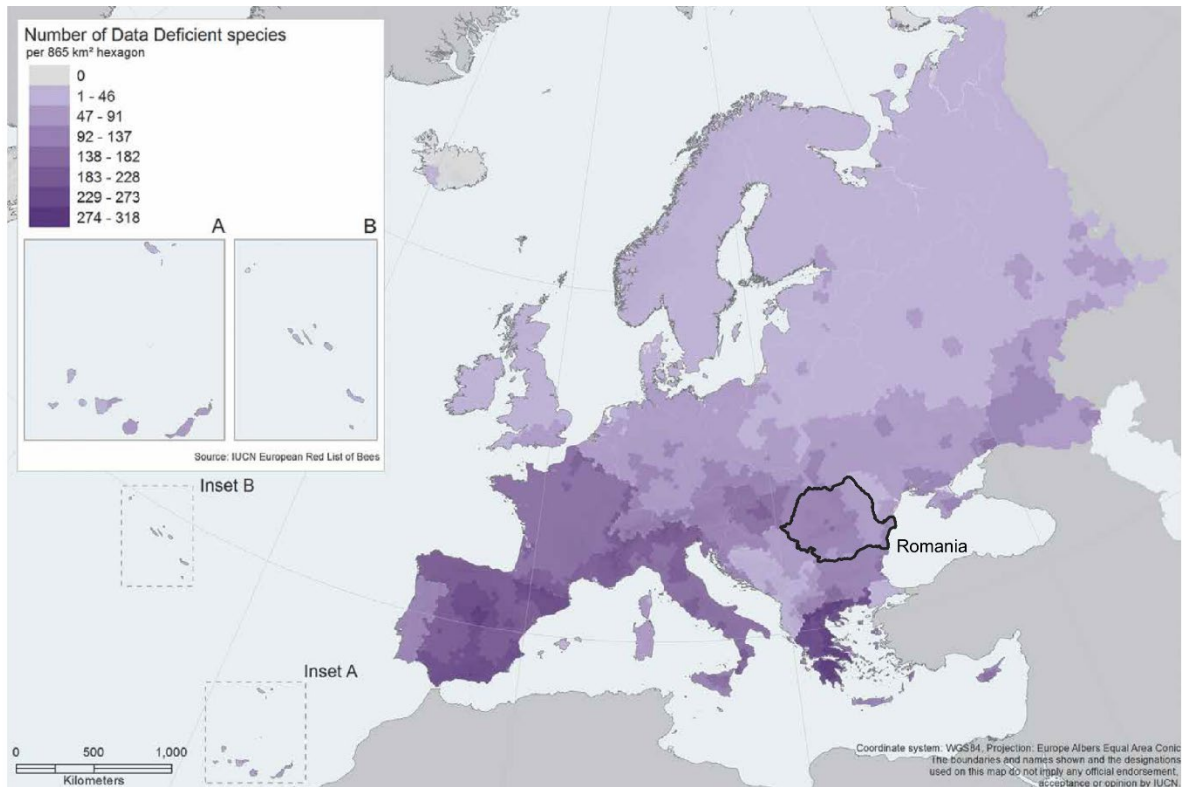 Number of Data Deficient species
per 865 km² hexagon
0
1 - 46
47 - 91
92 - 137
138 - 182
183 - 228
229 - 273
274 - 318
A
B
Source: IUCN European Red List of Bees
Inset B
Romania
Inset A
0 500 1,000
Kilometers
Coordinate system: WGS84, Projection: Europe Albers Equal Area Conic
The boundaries and names shown and the designations
used on this map do not imply any official endorsement,
acceptance or opinion by IUCN.